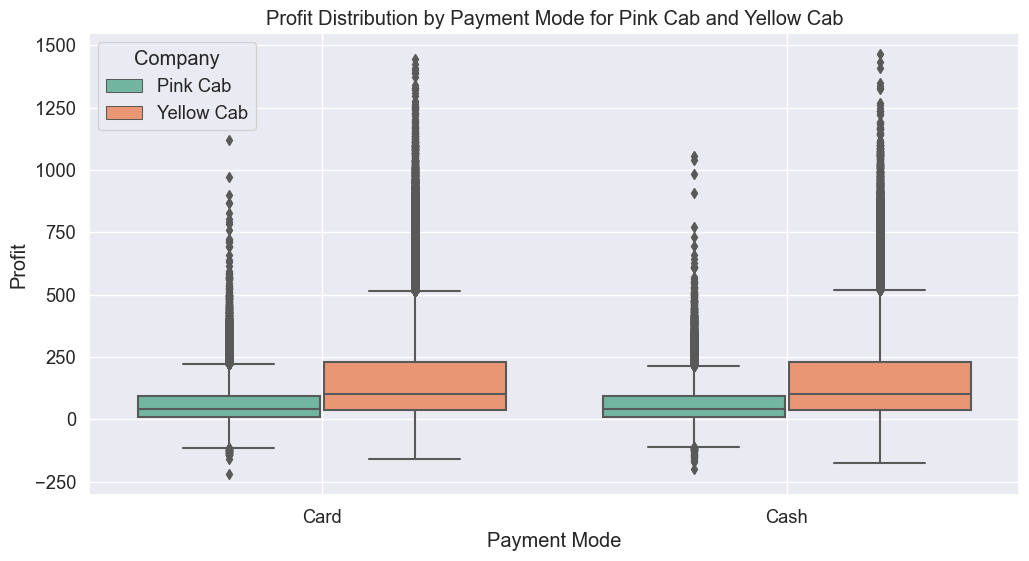 Profit Distribution by Payment Mode for Pink Cab and Yellow Cab
1500
1250
1000
750
500
250
0
−250
Profit
Company
Pink Cab
Yellow Cab
Card
Cash
Payment Mode